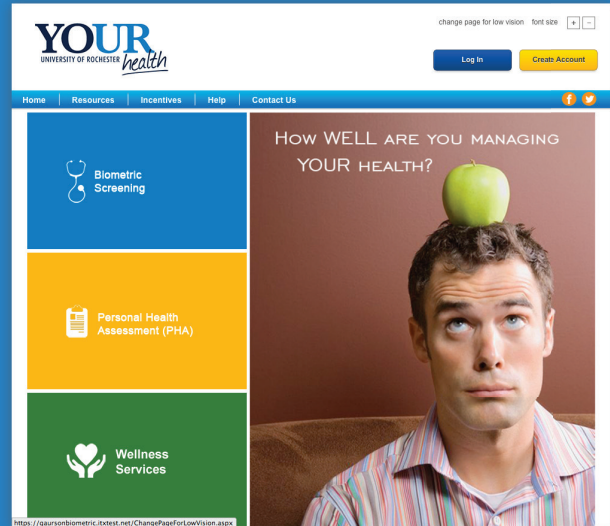 change page for low vision font size + -
YOUR
UNIVERSITY OF ROCHESTER health
Log In
Create Account
Home Resources Incentives Help Contact Us
HOW WELL ARE YOU MANAGING
YOUR HEALTH?
Biometric
Screening
Personal Health
Assessment (PHA)
Wellness
Services
https://gaursonbiometric.itxtest.net/ChangePageForLowVision.aspx